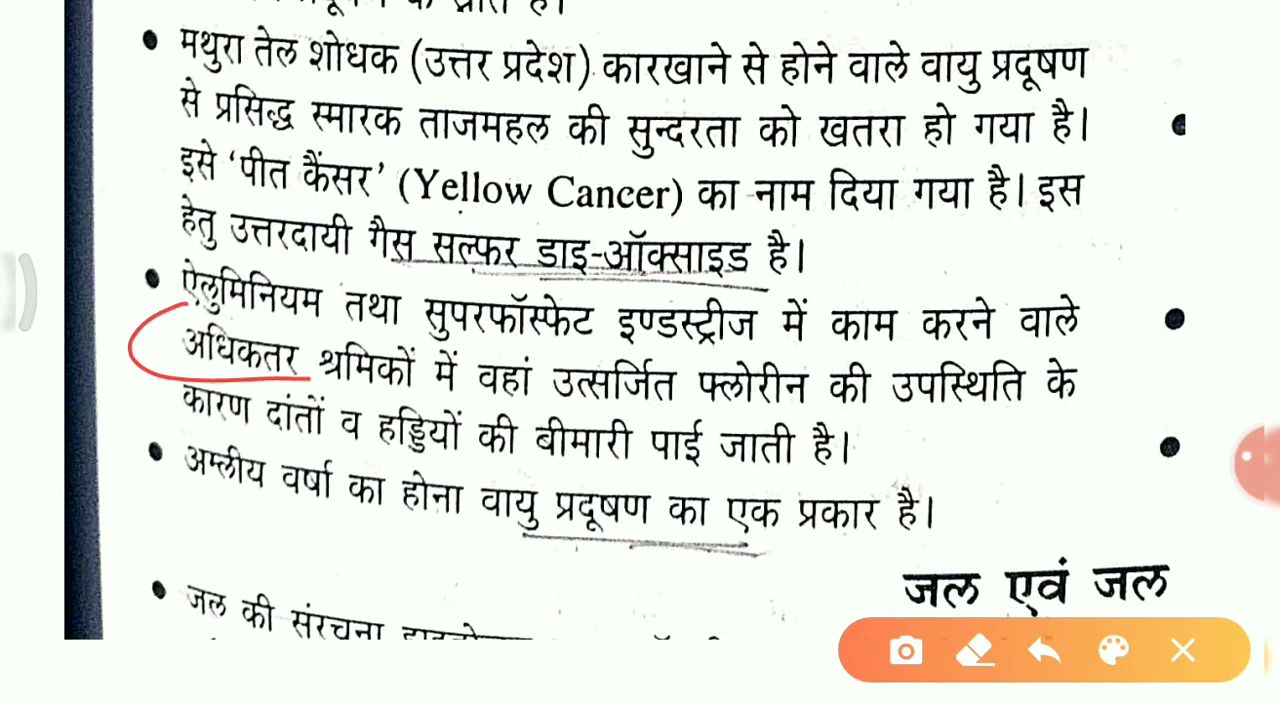 • मथुरा तेल शोधक (उत्तर प्रदेश) कारखाने से होने वाले वायु प्रदूषण
से प्रसिद्ध स्मारक ताजमहल की सुन्दरता को खतरा हो गया है।
इसे ‘पीत कैंसर’ (Yellow Cancer) का नाम दिया गया है। इस
हेतु उत्तरदायी गैस सल्फर डाइ-ऑक्साइड है।
• ऐलुमिनियम तथा सुपरफॉस्फेट इण्डस्ट्रीज में काम करने वाले
अधिकतर श्रमिकों में वहां उत्सर्जित फ्लोरीन की उपस्थिति के
कारण दांतों व हड्डियों की बीमारी पाई जाती है।
• अम्लीय वर्षा का होना वायु प्रदूषण का एक प्रकार है।
जल एवं जल
• जल की संरचना